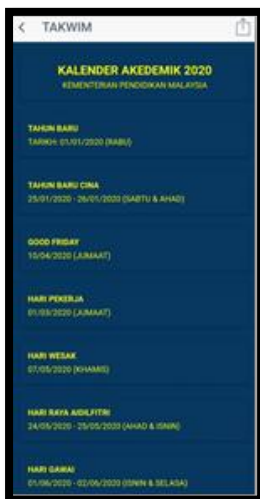 TAKWIM
KALENDER AKEDEMIK 2020
KEMENTERIAN PENDIDIKAN MALAYSIA
TAHUN BARU
TARIKH: 01/01/2020 (RABU)
TAHUN BARU CINA
25/01/2020 - 26/01/2020 (SABTU & AHAD)
GOOD FRIDAY
10/04/2020 (JUMAAT)
HARI PEKERJA
01/03/2020 (JUMAAT)
HARI WESAK
07/05/2020 (KHAMIS)
HARI RAYA AIDILFITRI
24/05/2020 - 25/05/2020 (AHAD & ISNIN)
HARI GAWAI
01/06/2020 - 02/06/2020 (ISNIN & SELASA)